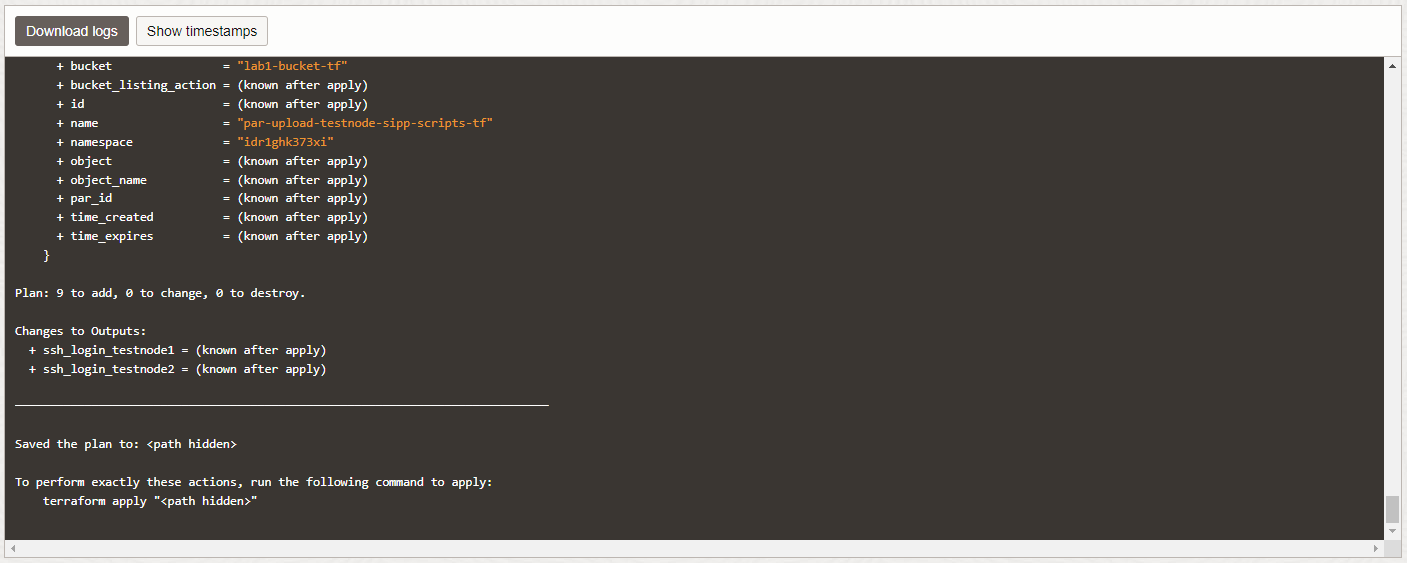 Download logs Show timestamps
+ bucket = "lab1-bucket-tf"
+ bucket_listing_action = (known after apply)
+ id = (known after apply)
+ name = "par-upload-testnode-sipp-scripts-tf"
+ namespace = "idr1ghk373xi"
+ object = (known after apply)
+ object_name = (known after apply)
+ par_id = (known after apply)
+ time_created = (known after apply)
+ time_expires = (known after apply)
}
Plan: 9 to add, 0 to change, 0 to destroy.
Changes to Outputs:
+ ssh_login_testnode1 = (known after apply)
+ ssh_login_testnode2 = (known after apply)
Saved the plan to: <path hidden>
To perform exactly these actions, run the following command to apply:
terraform apply "<path hidden>"